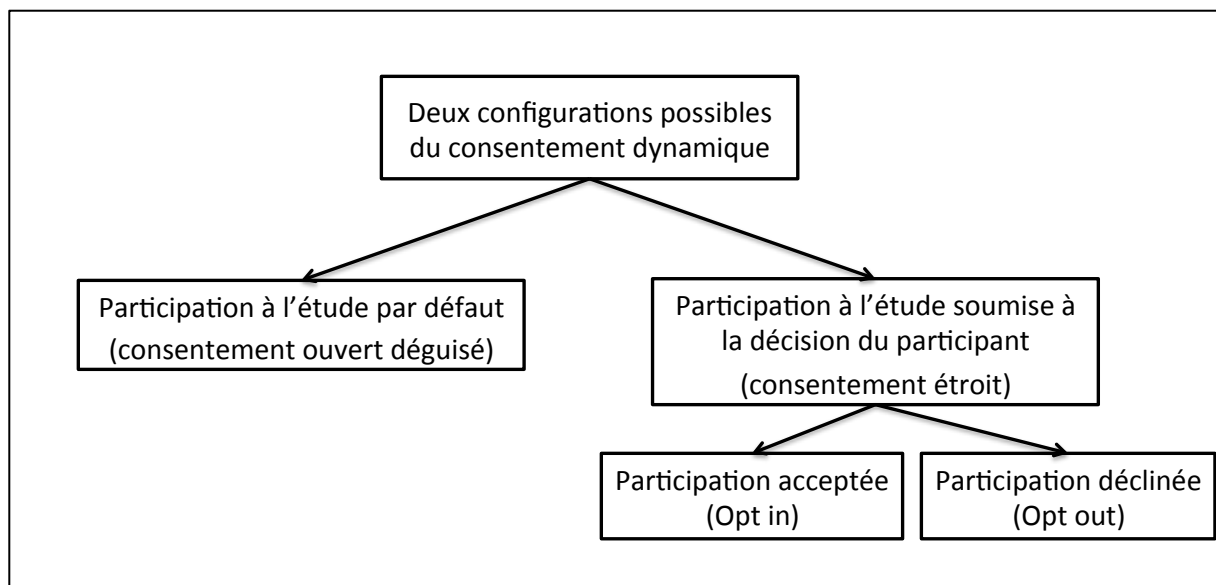 Deux configurations possibles
du consentement dynamique
Participation à l’étude par défaut
(consentement ouvert déguisé)
Participation à l’étude soumise à
la décision du participant
(consentement étroit)
Participation acceptée
(Opt in)
Participation déclinée
(Opt out)